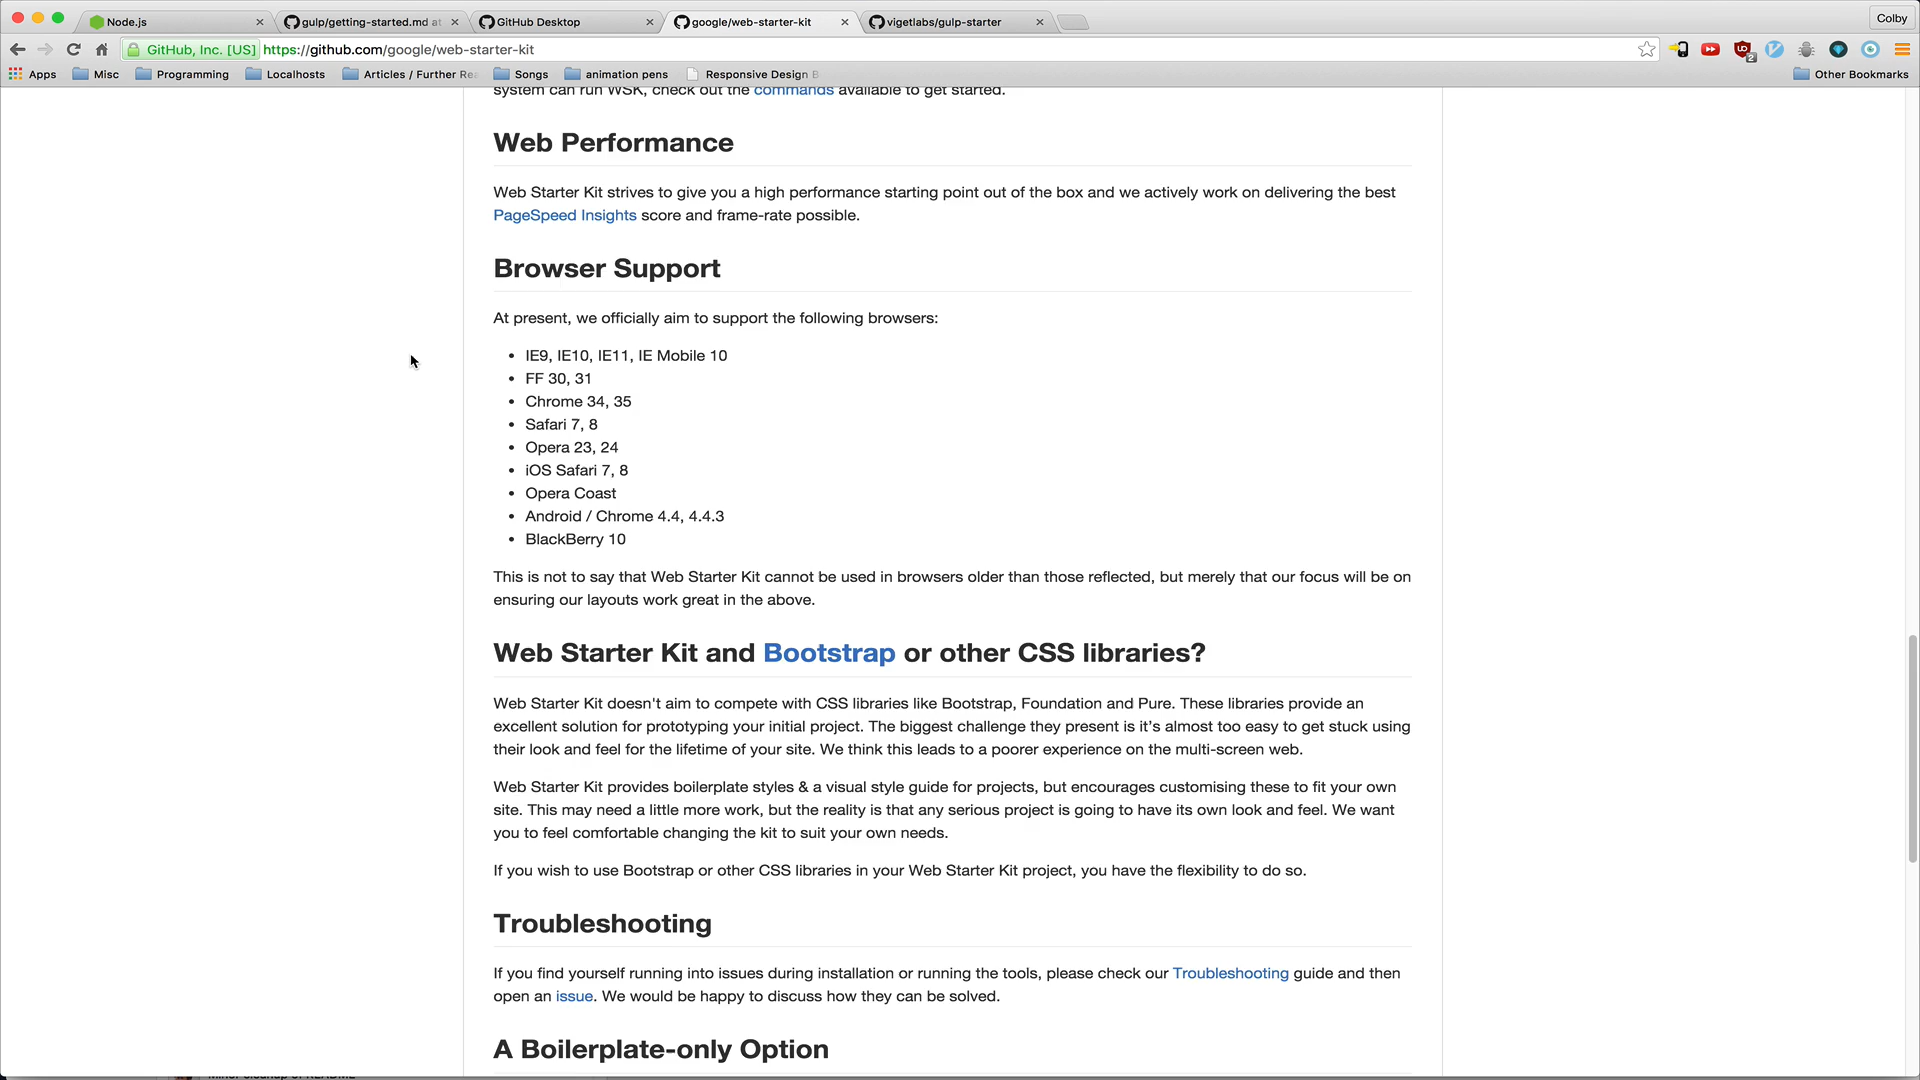 Node.js
gulp/getting-started.md at
GitHub Desktop
google/web-starter-kit
vigetlabs/gulp-starter
Colby
GitHub, Inc. [US] https://github.com/google/web-starter-kit
2
Apps Misc Programming Localhosts Articles / Further Rea Songs animation pens Responsive Design B Other Bookmarks
system can run WSK, check out the commands available to get started.
Web Performance
Web Starter Kit strives to give you a high performance starting point out of the box and we actively work on delivering the best
PageSpeed Insights score and frame-rate possible.
Browser Support
At present, we officially aim to support the following browsers:
• IE9, IE10, IE11, IE Mobile 10
• FF 30, 31
• Chrome 34, 35
• Safari 7, 8
• Opera 23, 24
• iOS Safari 7, 8
• Opera Coast
• Android / Chrome 4.4, 4.4.3
• BlackBerry 10
This is not to say that Web Starter Kit cannot be used in browsers older than those reflected, but merely that our focus will be on
ensuring our layouts work great in the above.
Web Starter Kit and Bootstrap or other CSS libraries?
Web Starter Kit doesn't aim to compete with CSS libraries like Bootstrap, Foundation and Pure. These libraries provide an
excellent solution for prototyping your initial project. The biggest challenge they present is it’s almost too easy to get stuck using
their look and feel for the lifetime of your site. We think this leads to a poorer experience on the multi-screen web.
Web Starter Kit provides boilerplate styles & a visual style guide for projects, but encourages customising these to fit your own
site. This may need a little more work, but the reality is that any serious project is going to have its own look and feel. We want
you to feel comfortable changing the kit to suit your own needs.
If you wish to use Bootstrap or other CSS libraries in your Web Starter Kit project, you have the flexibility to do so.
Troubleshooting
If you find yourself running into issues during installation or running the tools, please check our Troubleshooting guide and then
open an issue. We would be happy to discuss how they can be solved.
A Boilerplate-only Option